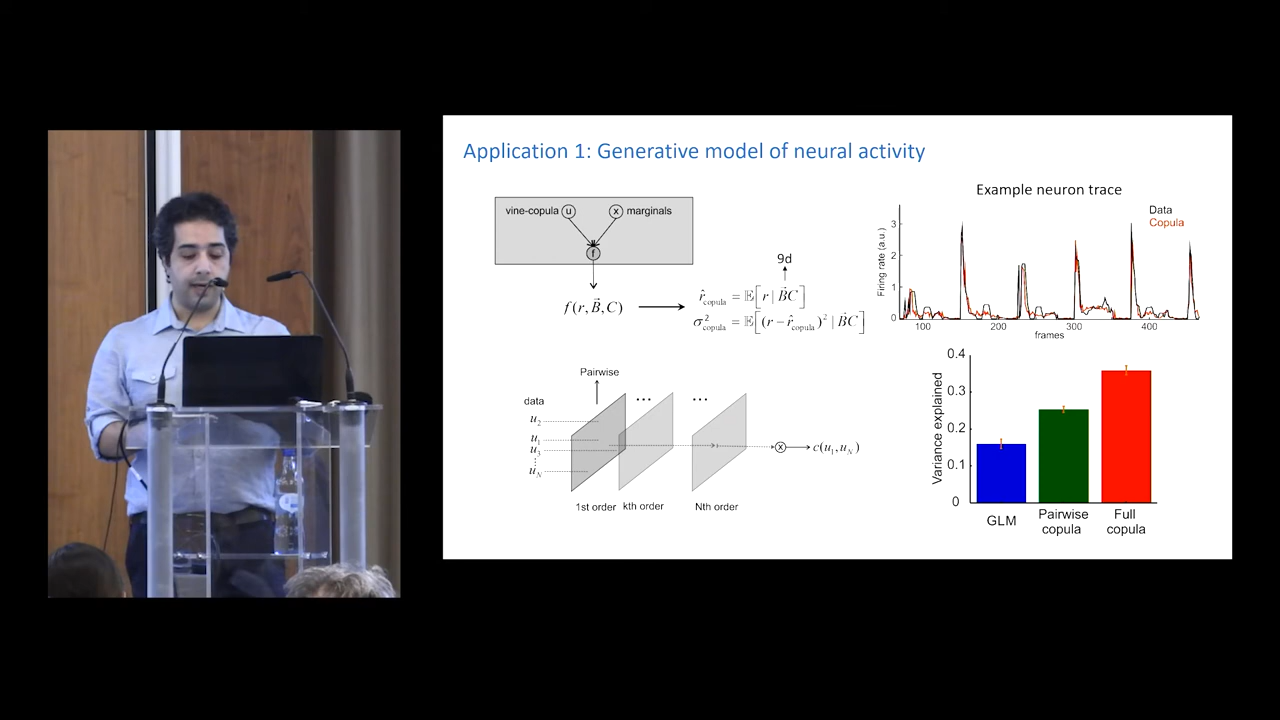 Application 1: Generative model of neural activity
vine-copula u x marginals
f
f(r, B⃗, C)
9d
r̂copula = 𝔼[r | B⃗C]
σ²copula = 𝔼[(r − r̂copula)² | B⃗C]
Pairwise
data
u2
u1
u3
⋮
uN
... ...
x c(u1, uN)
1st order kth order Nth order
Example neuron trace
Data
Copula
Firing rate (a.u.)
3
2
1
0
100 200 300 400
frames
Variance explained
0.4
0.3
0.2
0.1
0
GLM Pairwise copula Full copula